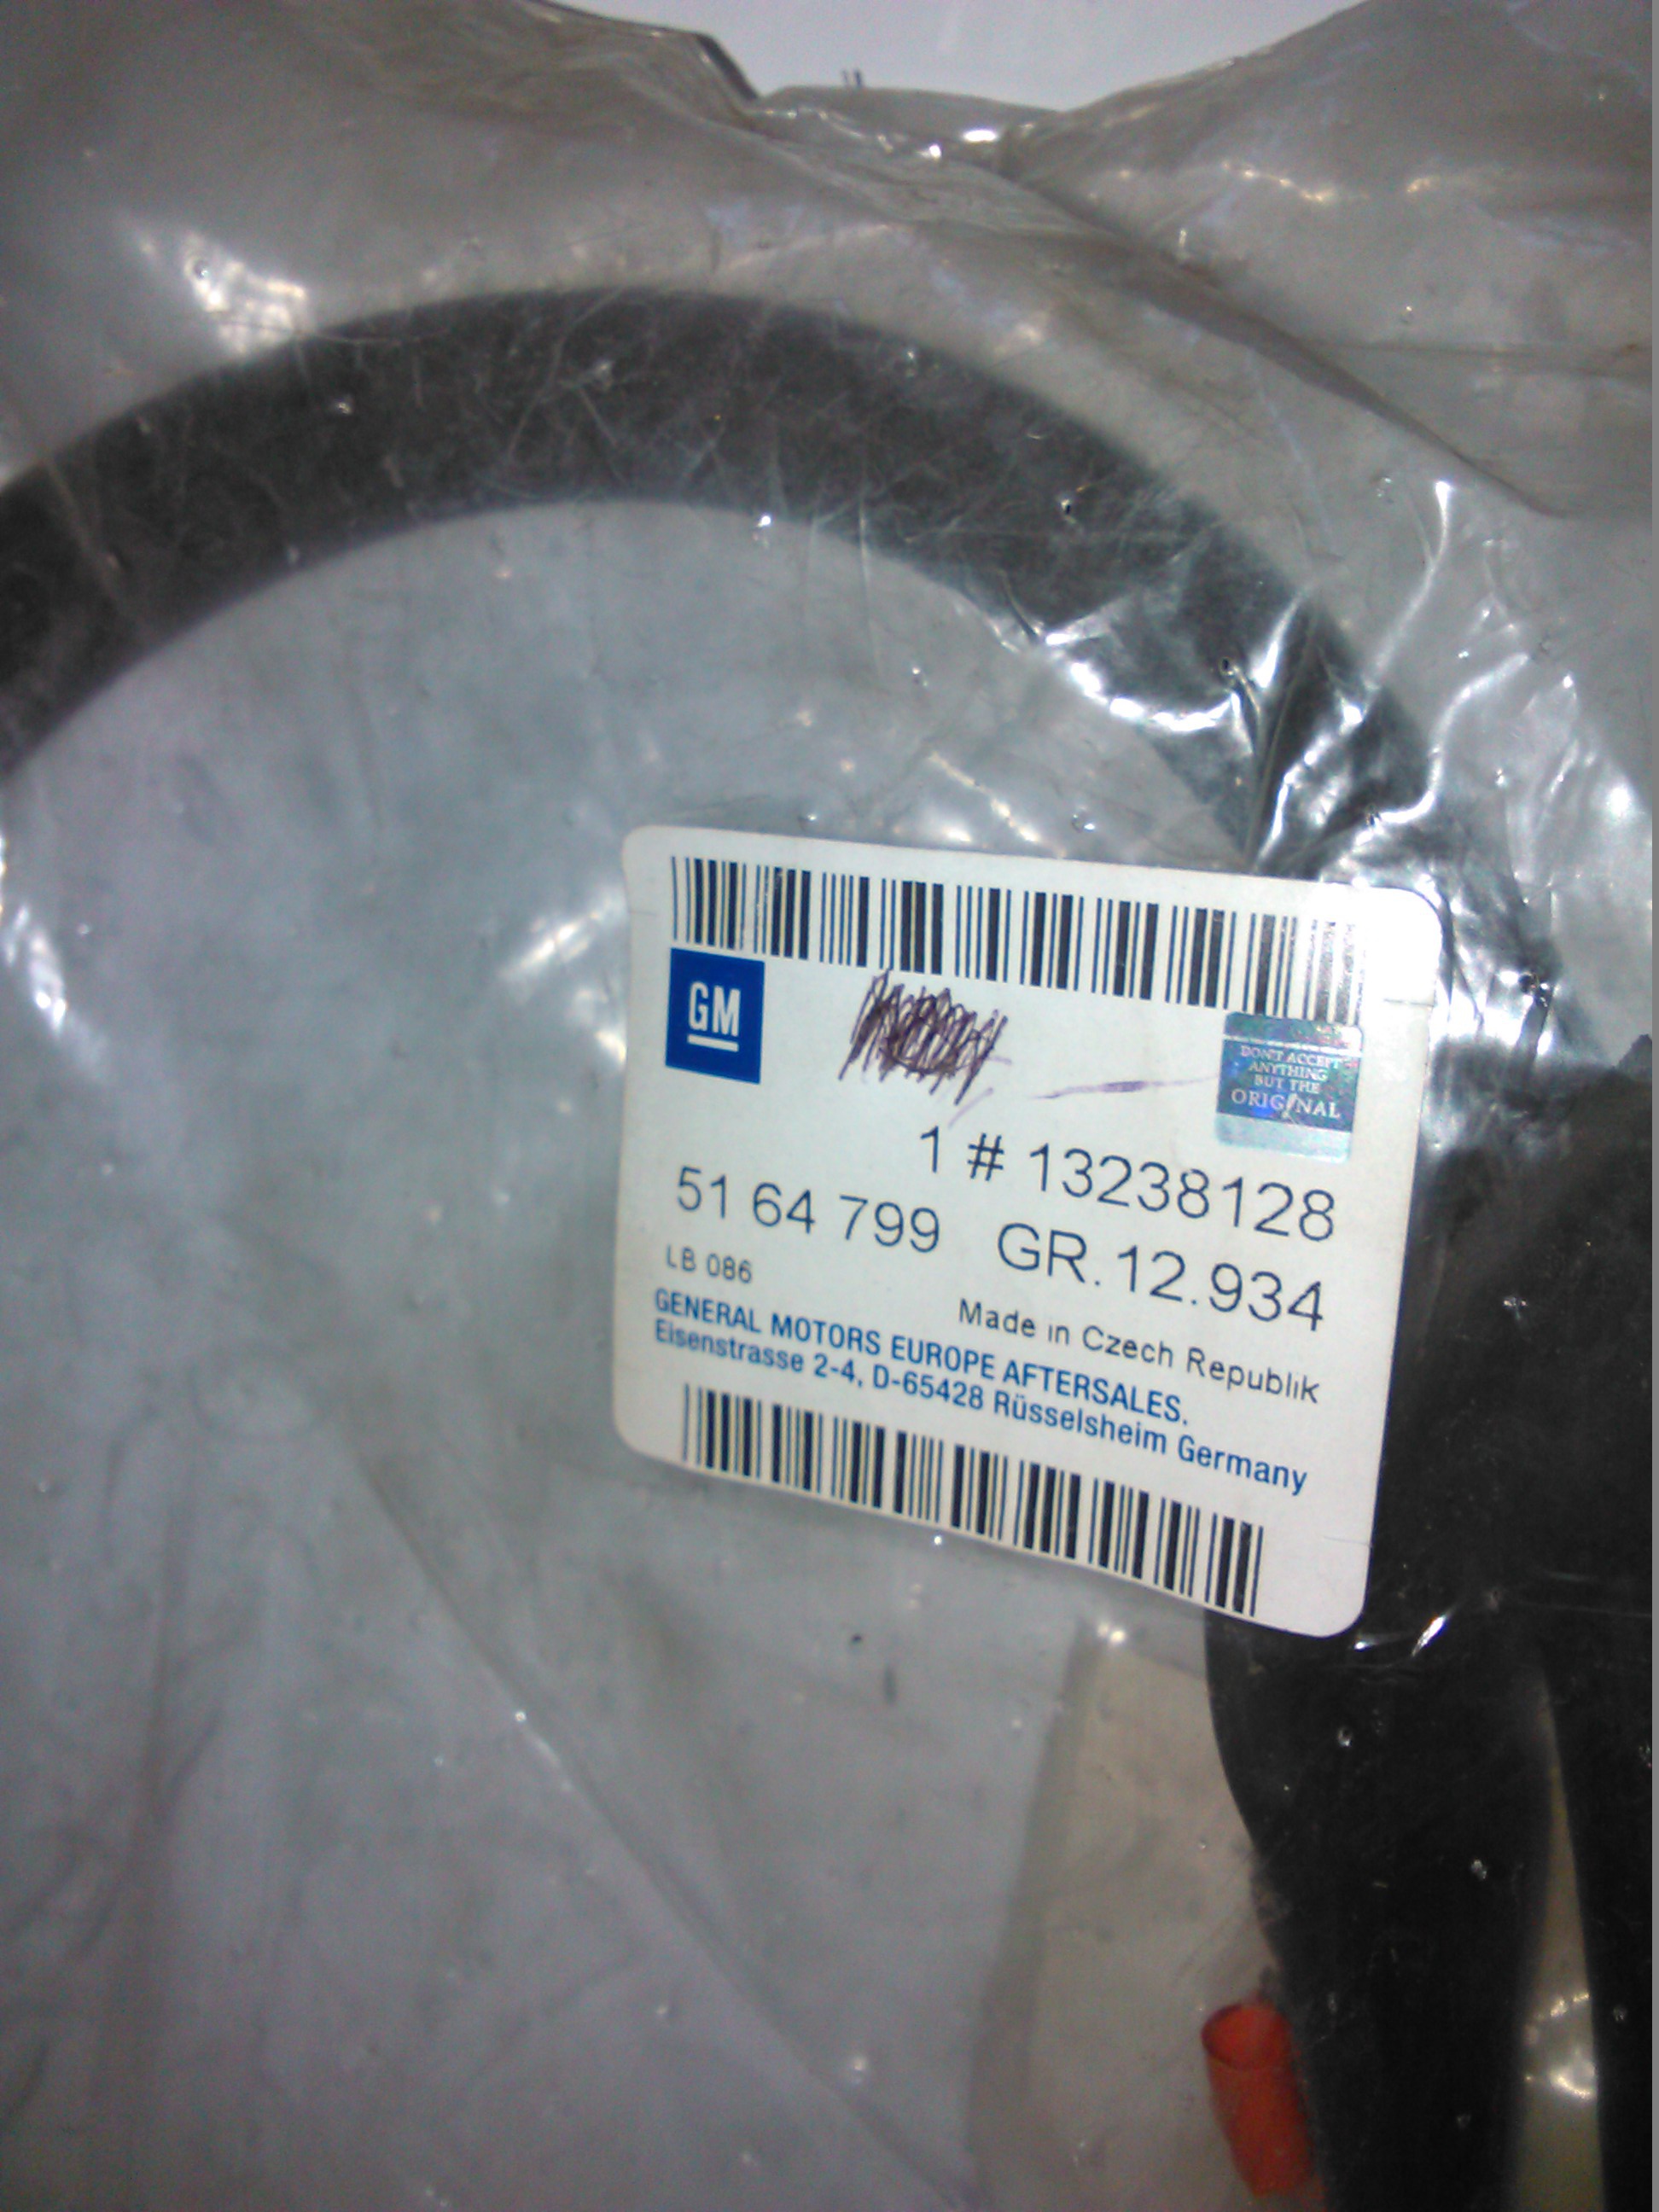 GM
DON'T ACCEPT
ANYTHING
BUT THE
ORIGINAL
1 # 13238128
51 64 799 GR.12.934
LB 086
Made in Czech Republik
GENERAL MOTORS EUROPE AFTERSALES.
Eisenstrasse 2-4, D-65428 Rüsselsheim Germany